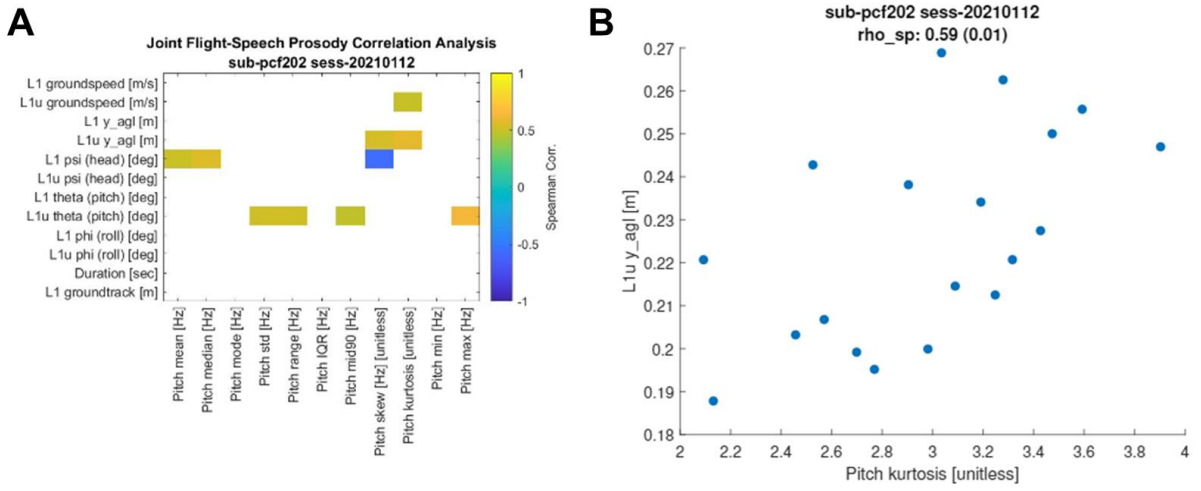 A
Joint Flight-Speech Prosody Correlation Analysis
sub-pcf202 sess-20210112
L1 groundspeed [m/s]
L1u groundspeed [m/s]
L1 y_agl [m]
L1u y_agl [m]
L1 psi (head) [deg]
L1u psi (head) [deg]
L1 theta (pitch) [deg]
L1u theta (pitch) [deg]
L1 phi (roll) [deg]
L1u phi (roll) [deg]
Duration (sec)
L1 groundtrack [m]
Pitch mean [Hz]
Pitch median [Hz]
Pitch mode [Hz]
Pitch std [Hz]
Pitch range [Hz]
Pitch IQR [Hz]
Pitch mid90 [Hz]
Pitch skew [Hz] [unitless]
Pitch kurtosis [unitless]
Pitch min [Hz]
Pitch max [Hz]
1
0.5
0
-0.5
-1
Spearman Corr.
B
sub-pcf202 sess-20210112
rho_sp: 0.59 (0.01)
0.27
0.26
0.25
0.24
0.23
0.22
0.21
0.2
0.19
0.18
L1u y_agl [m]
2
2.2
2.4
2.6
2.8
3
3.2
3.4
3.6
3.8
4
Pitch kurtosis [unitless]